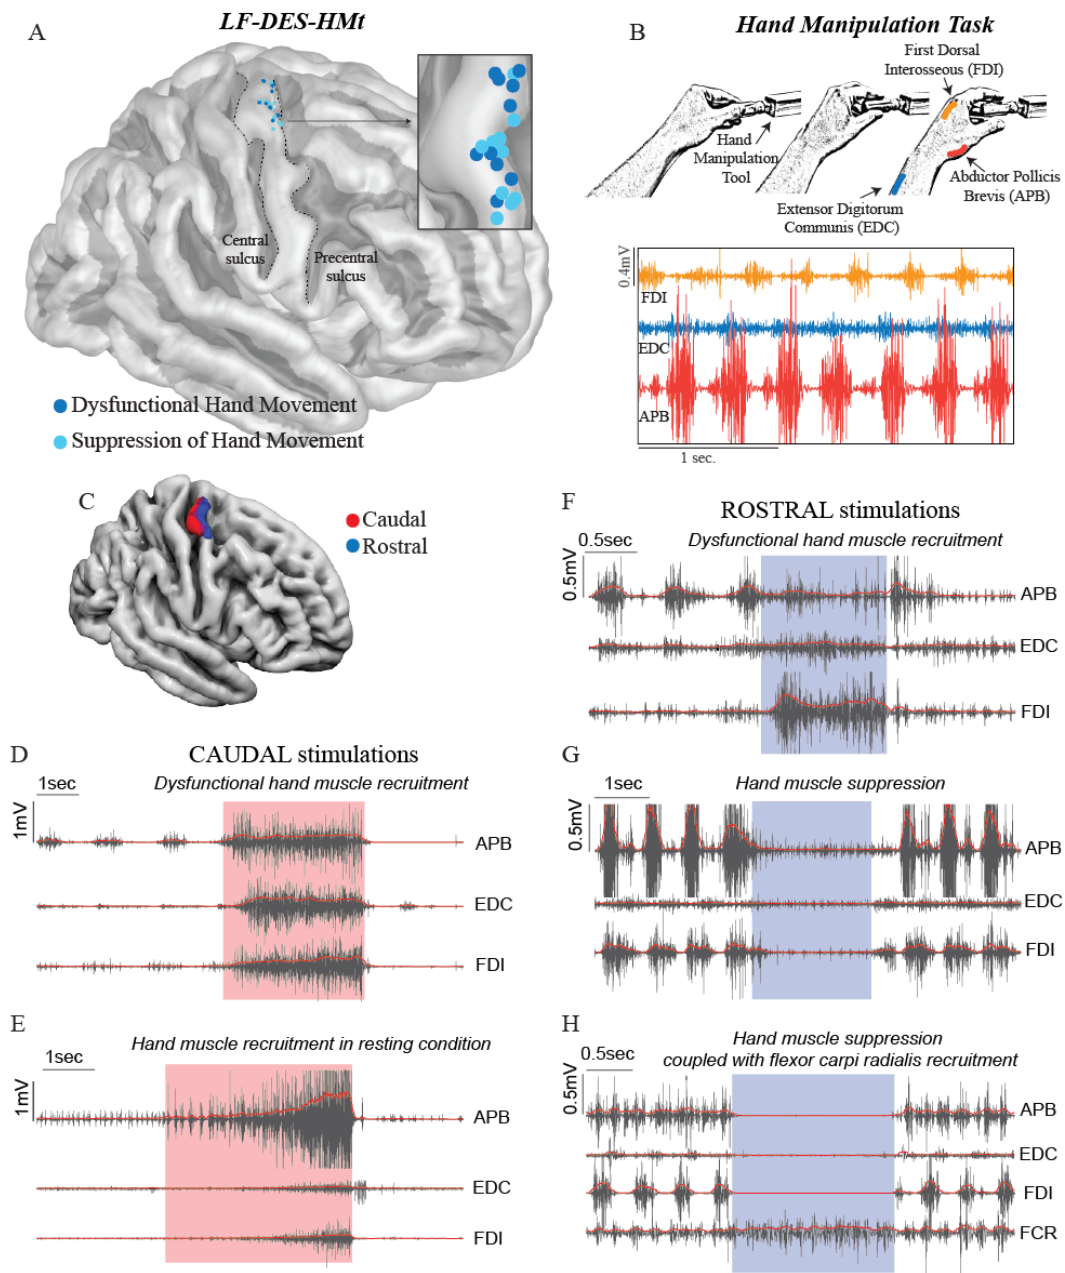 A
LF-DES-HMt
Central
sulcus
Precentral
sulcus
Dysfunctional Hand Movement
Suppression of Hand Movement
B
Hand Manipulation Task
First Dorsal
Interosseous (FDI)
Hand
Manipulation
Tool
Abductor Pollicis
Brevis (APB)
Extensor Digitorum
Communis (EDC)
0.4mV
FDI
EDC
APB
1 sec.
C
Caudal
Rostral
D
CAUDAL stimulations
1sec
Dysfunctional hand muscle recruitment
1mV
APB
EDC
FDI
E
1sec
Hand muscle recruitment in resting condition
1mV
APB
EDC
FDI
F
ROSTRAL stimulations
0.5sec
Dysfunctional hand muscle recruitment
0.5mV
APB
EDC
FDI
G
1sec
Hand muscle suppression
0.5mV
APB
EDC
FDI
H
Hand muscle suppression
0.5sec
coupled with flexor carpi radialis recruitment
0.5mV
APB
EDC
FDI
FCR